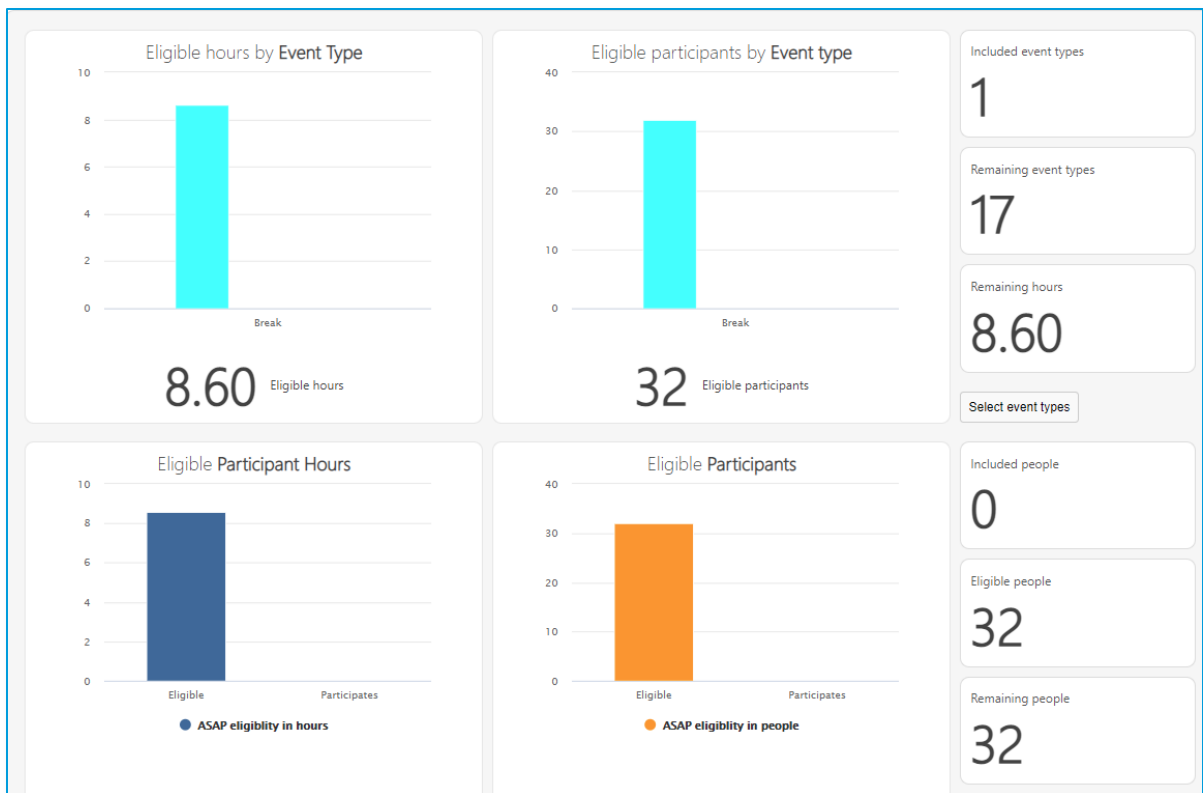 Eligible hours by Event Type
10
8
6
4
2
0
Break
8.60 Eligible hours
Eligible participants by Event type
40
30
20
10
0
Break
32 Eligible participants
Included event types
1
Remaining event types
17
Remaining hours
8.60
Select event types
Eligible Participant Hours
10
8
6
4
2
0
Eligible Participates
ASAP eligiblity in hours
Eligible Participants
40
30
20
10
0
Eligible Participates
ASAP eligiblity in people
Included people
0
Eligible people
32
Remaining people
32